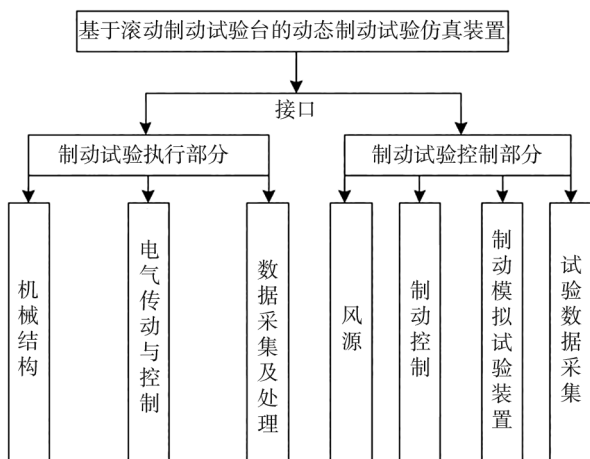 基于滚动制动试验台的动态制动试验仿真装置
接口
制动试验执行部分
制动试验控制部分
机械结构
电气传动与控制
数据采集及处理
风源
制动控制
制动模拟试验装置
试验数据采集